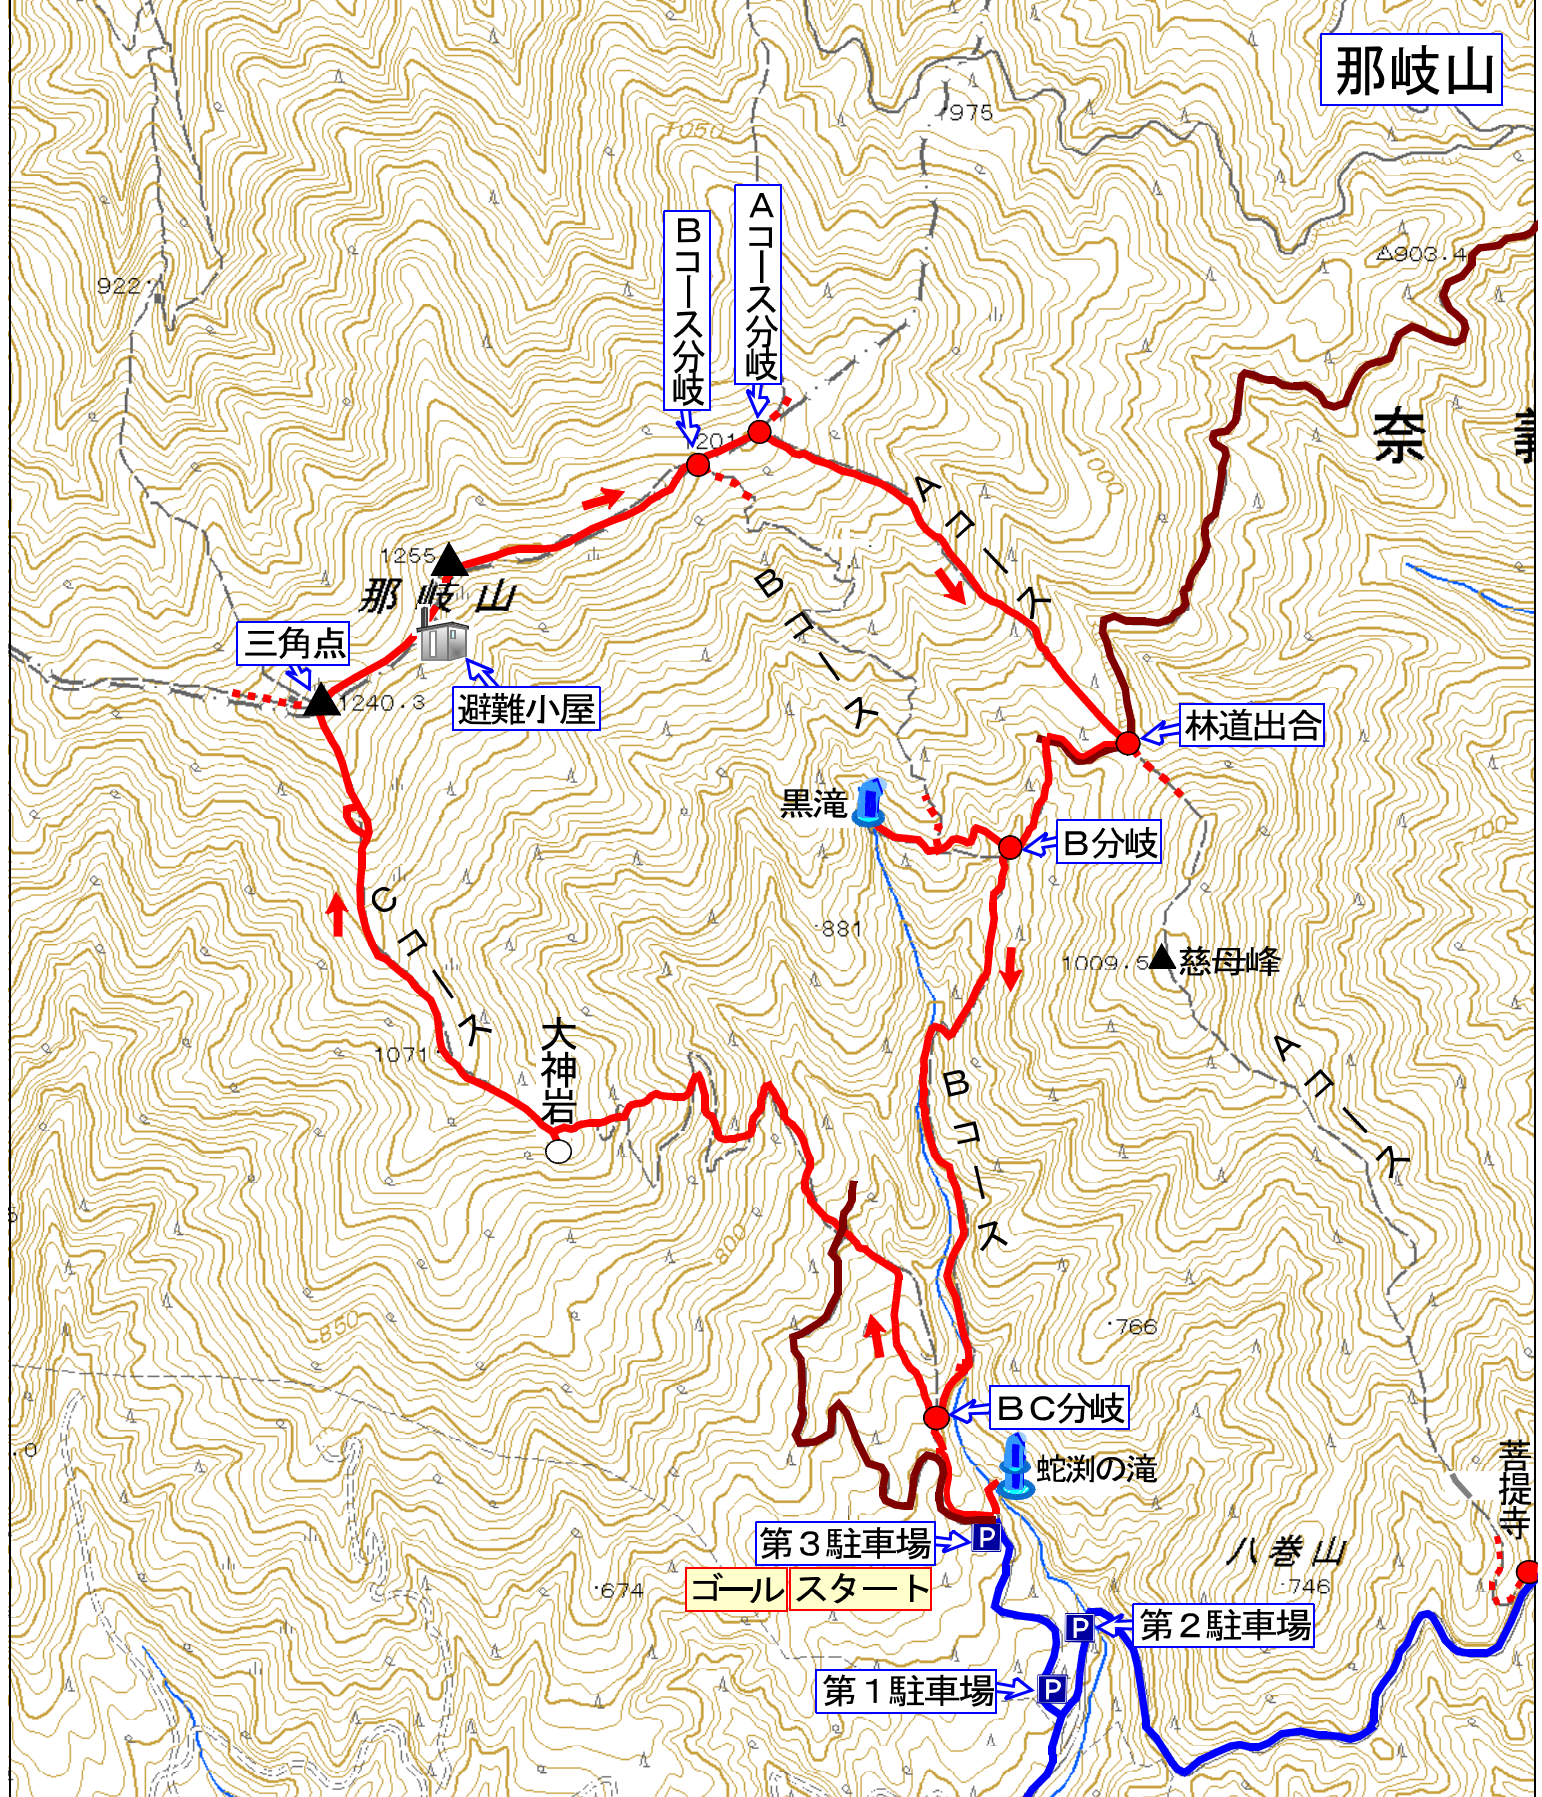 那岐山
975
1050
Aコース分岐
Bコース分岐
903.4
922
奈
1201
000
Aコース
1255
那岐山
Bコース
三角点
1240.3
避難小屋
林道出合
黒滝
B分岐
700
Cコース
881
1009.5
慈母峰
大神岩
1071
Bコース
Aコース
800
850
766
BC分岐
蛇渕の滝
菩提寺
.0
第3駐車場
P
ゴール
スタート
八巻山
746
674
P
第2駐車場
第1駐車場
P